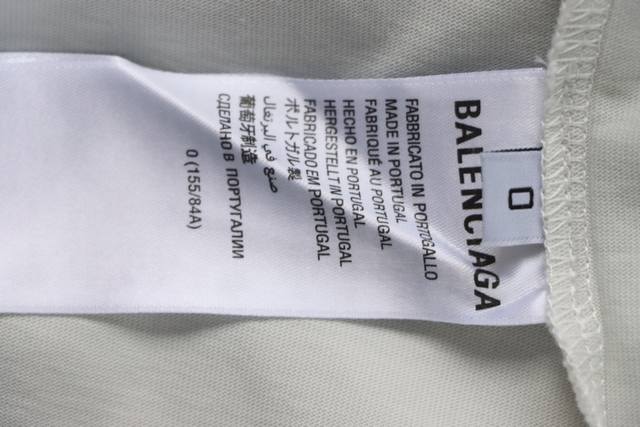 BALENCIAGA
0
FABBRICATO IN PORTOGALLO
MADE IN PORTUGAL
FABRIQUÉ AU PORTUGAL
HECHO EN PORTUGAL
HERGESTELLT IN PORTUGAL
FABRICADO EM PORTUGAL
ポルトガル製
صنع في البرتغال
葡萄牙制造
СДЕЛАНО В ПОРТУГАЛИИ
0 (155/84A)